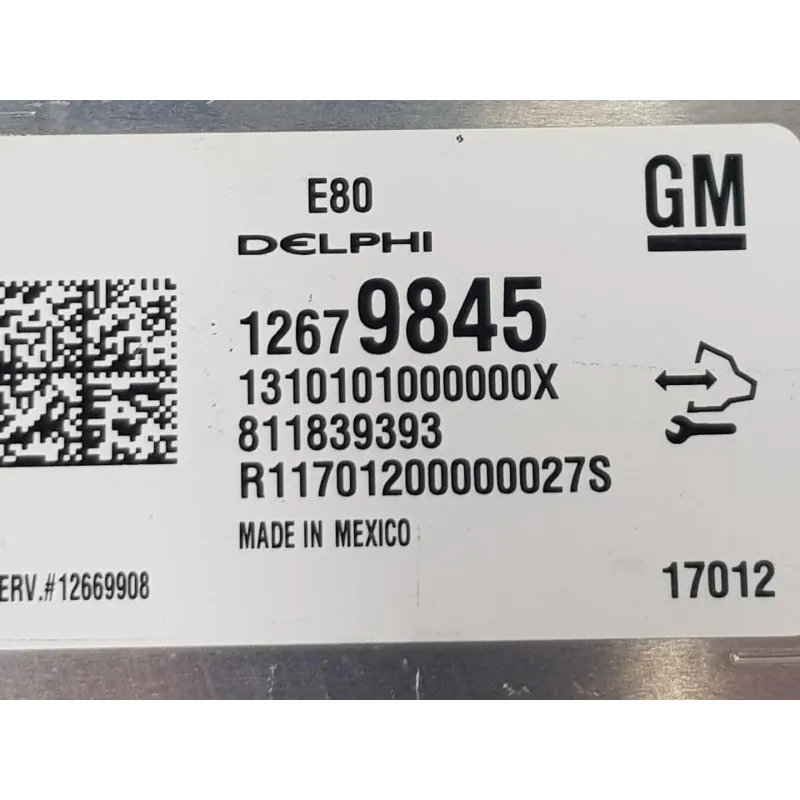 E80
GM
DELPHI
12679845
1310101000000X
811839393
R11701200000027S
MADE IN MEXICO
ERV.#12669908
17012